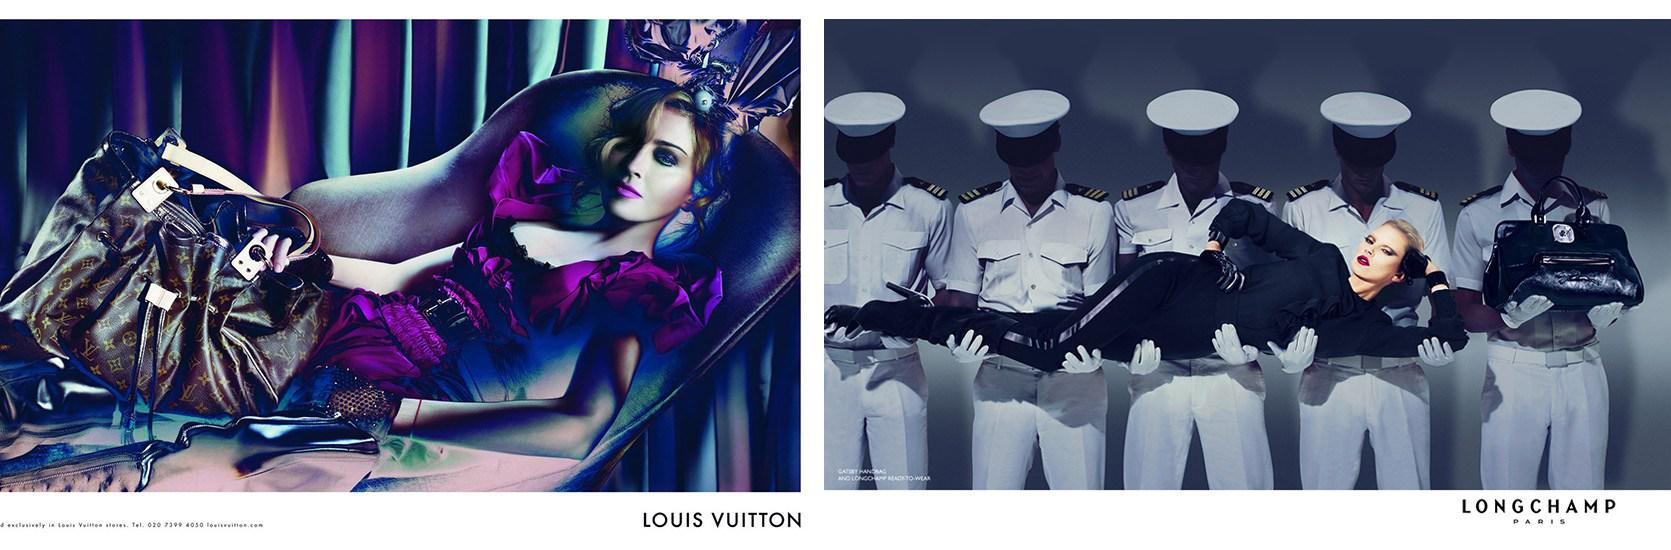 d exclusively in Louis Vuitton stores. Tel. 020 7399 4050 louisvuitton.com
LOUIS VUITTON
GATSBY HANDBAG
AND LONGCHAMP READY-TO-WEAR
LONGCHAMP
PARIS